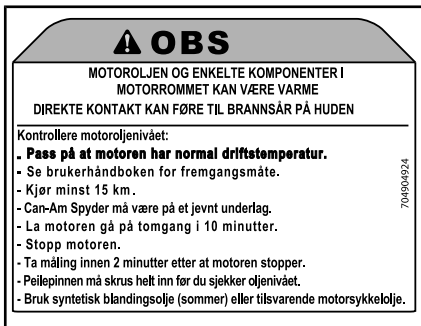 ⚠ OBS
MOTOROLJEN OG ENKELTE KOMPONENTER I
MOTORROMMET KAN VÆRE VARME
DIREKTE KONTAKT KAN FØRE TIL BRANNSÅR PÅ HUDEN
Kontrollere motoroljenivået:
. Pass på at motoren har normal driftstemperatur.
- Se brukerhåndboken for fremgangsmåte.
- Kjør minst 15 km .
- Can-Am Spyder må være på et jevnt underlag.
- La motoren gå på tomgang i 10 minutter.
- Stopp motoren.
- Ta måling innen 2 minutter etter at motoren stopper.
- Peilepinnen må skrus helt inn før du sjekker oljenivået.
- Bruk syntetisk blandingsolje (sommer) eller tilsvarende motorsykkelolje.
704904924